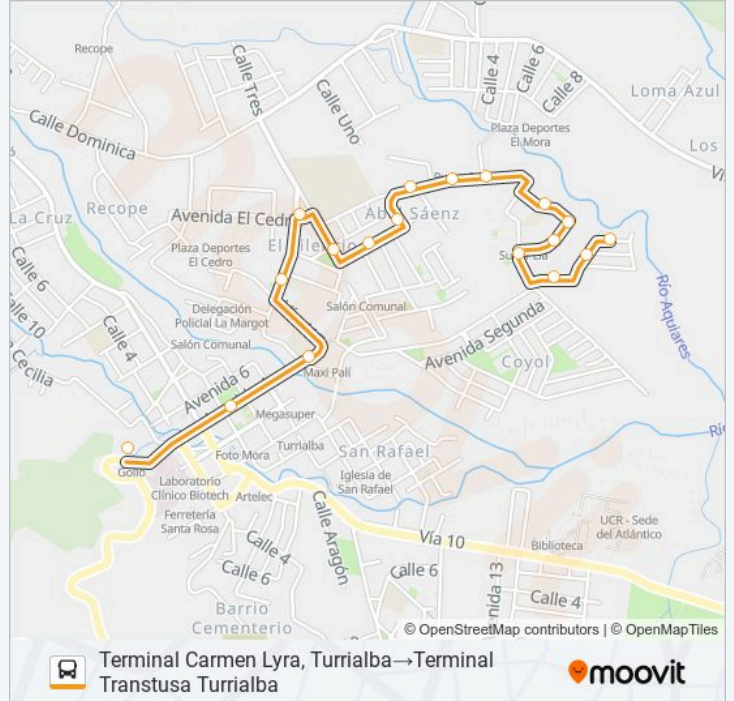 Recope
Calle Tres
Calle 6
Calle 4
Calle 8
Loma Azul
Calle Uno
Calle Dominica
Plaza Deportes
El Mora
Los
La Cruz
Recope
Avenida El Cedro
Sáenz
Plaza Deportes
El Cedro
Calle 6
Delegación
Policial La Margot
Salón Comunal
Río Aquiares
Salón Comunal
Calle 4
Avenida Segunda
Coyol
Maxi Palí
Avenida 6
Megasuper
Turrialba
San Rafael
Foto Mora
Gollo
Laboratorio
Clínico Biotech
Artelec
Iglesia de
San Rafael
Ferretería
Santa Rosa
Calle Aragón
UCR - Sede
del Atlántico
Vía 10
Biblioteca
Calle 4
Calle 6
Calle 6
Calle 4
Barrio
Cementerio
© OpenStreetMap contributors | © OpenMapTiles
Terminal Carmen Lyra, Turrialba→Terminal
Transtusa Turrialba
moovit